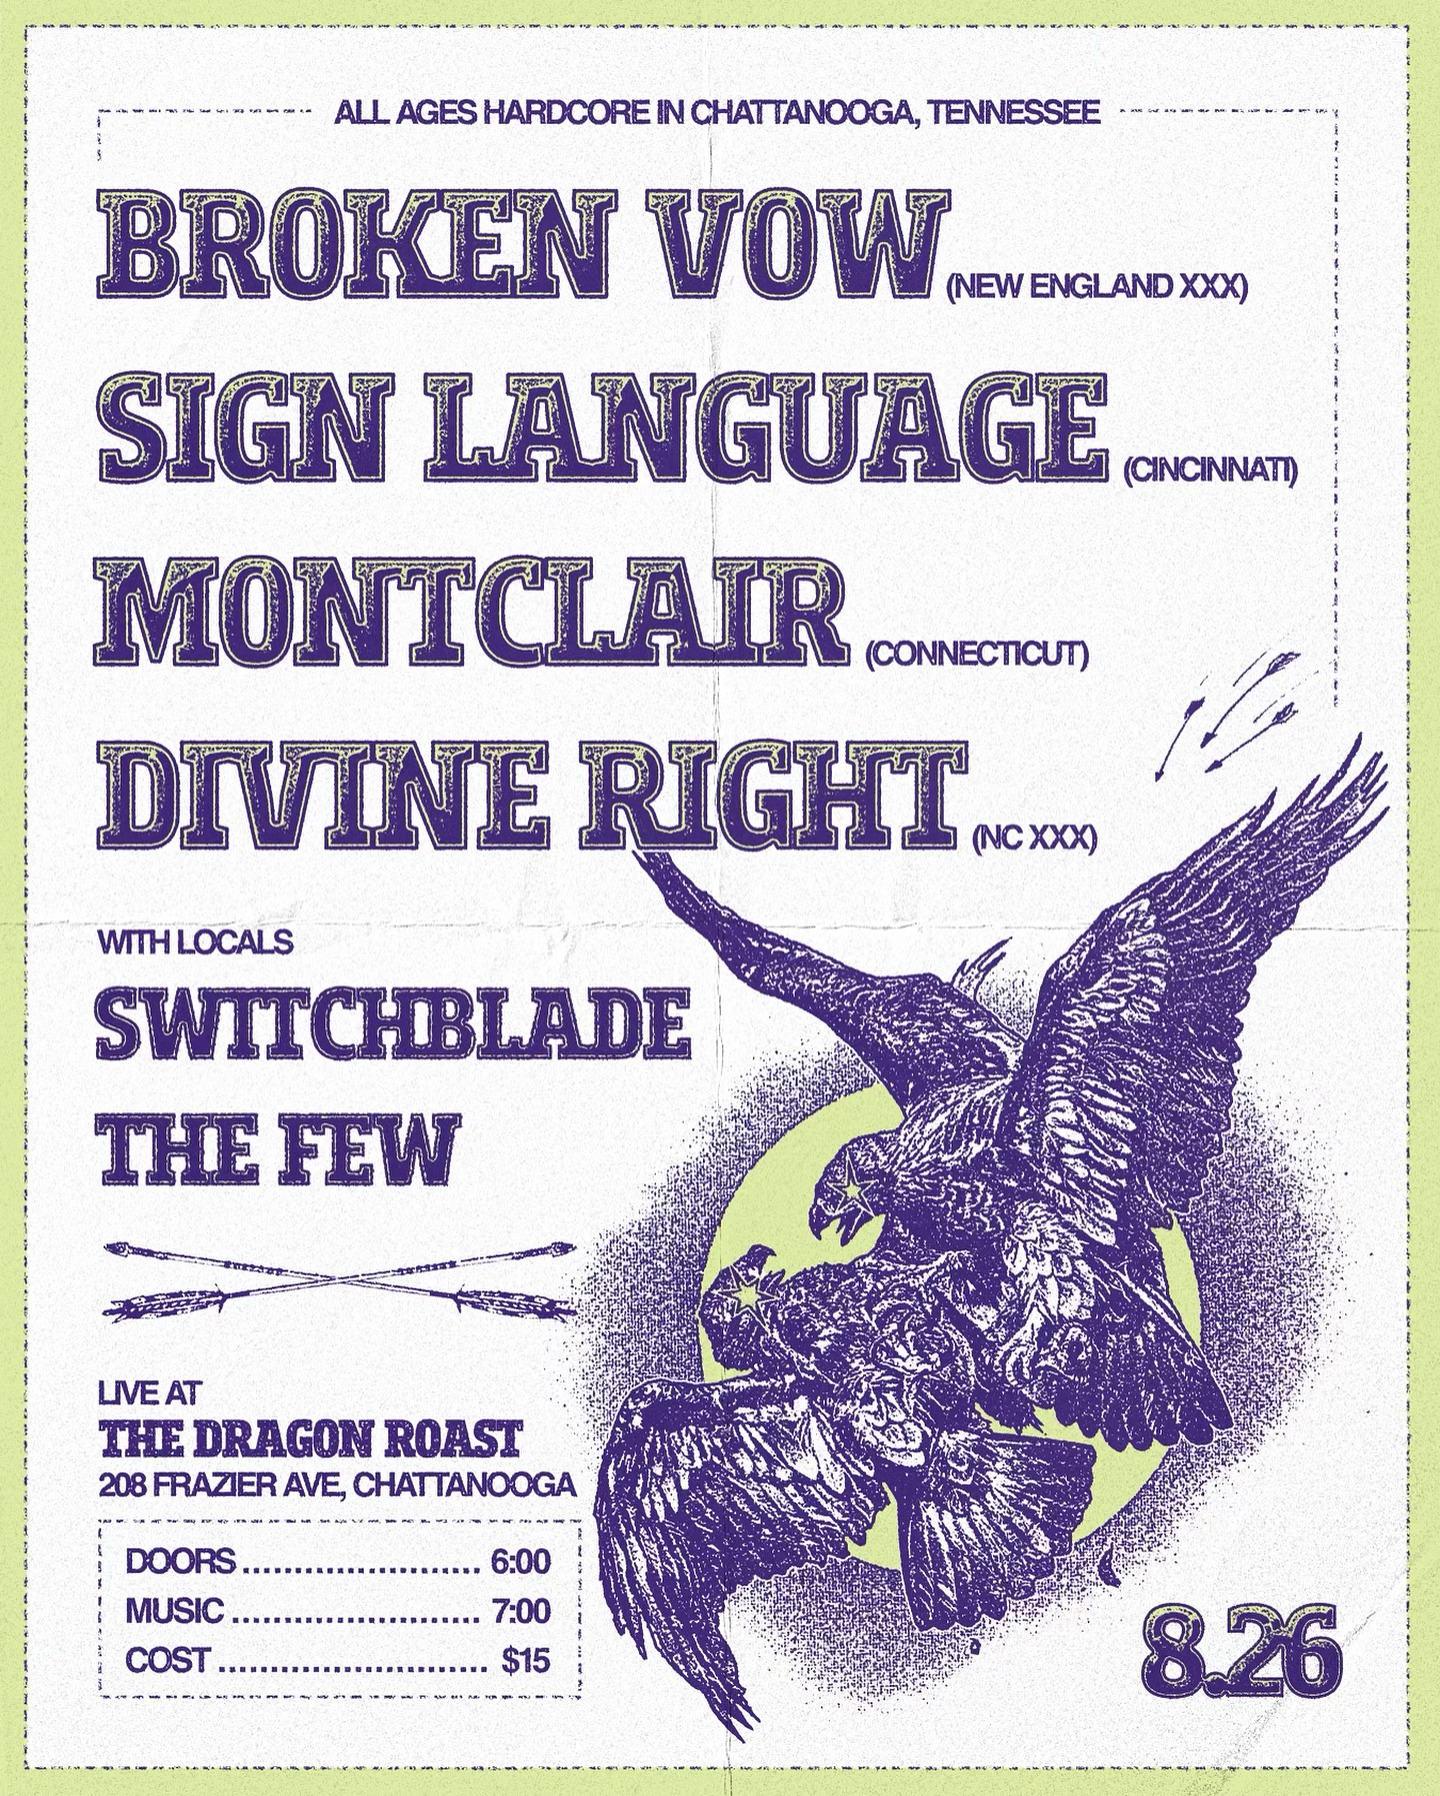 ALL AGES HARDCORE IN CHATTANOOGA, TENNESSEE
BROKEN VOW (NEW ENGLAND XXX)
SIGN LANGUAGE (CINCINNATI)
MONTCLAIR (CONNECTICUT)
DIVINE RIGHT (NC XXX)
WITH LOCALS
SWITCHBLADE
THE FEW
LIVE AT
THE DRAGON ROAST
208 FRAZIER AVE, CHATTANOOGA
DOORS........................ 6:00
MUSIC ......................... 7:00
COST ........................... $15
8.26